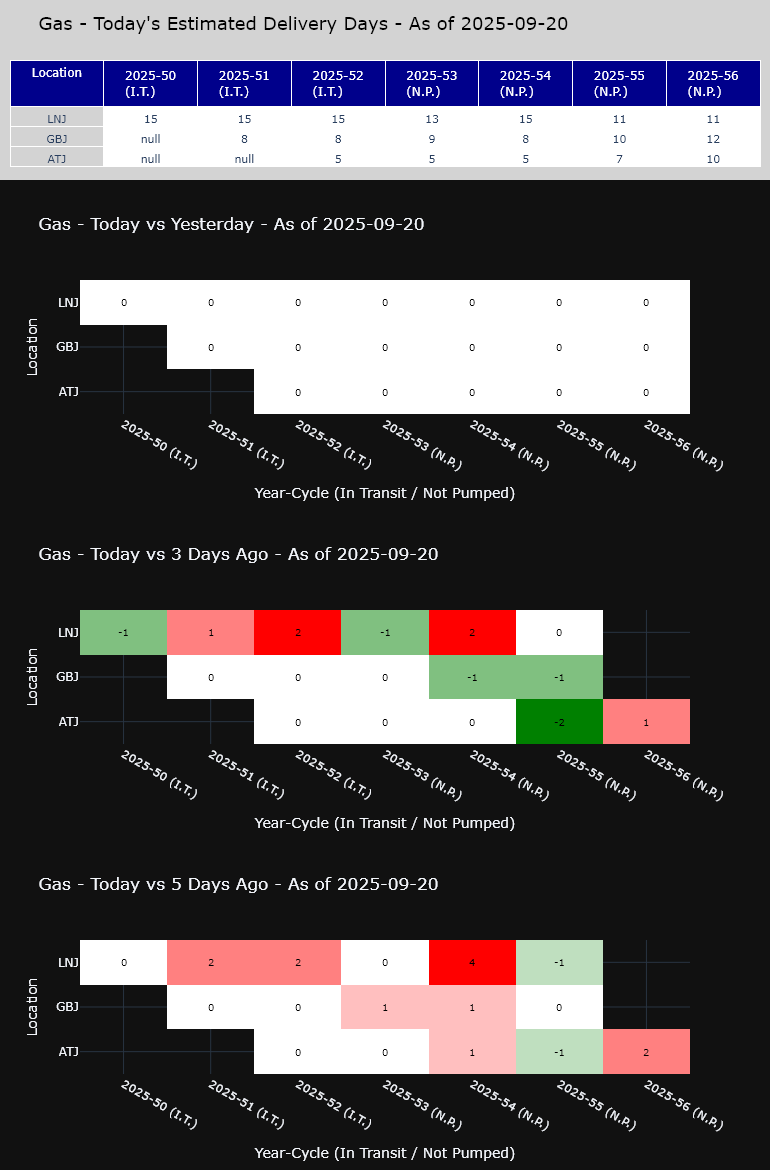 Gas - Today's Estimated Delivery Days - As of 2025-09-20
Location 2025-50 (I.T.) 2025-51 (I.T.) 2025-52 (I.T.) 2025-53 (N.P.) 2025-54 (N.P.) 2025-55 (N.P.) 2025-56 (N.P.)
LNJ 15 15 15 13 15 11 11
GBJ null 8 8 9 8 10 12
ATJ null null 5 5 5 7 10
Gas - Today vs Yesterday - As of 2025-09-20
Location
LNJ 0 0 0 0 0 0 0
GBJ 0 0 0 0 0 0
ATJ 0 0 0 0 0
2025-50 (I.T.) 2025-51 (I.T.) 2025-52 (I.T.) 2025-53 (N.P.) 2025-54 (N.P.) 2025-55 (N.P.) 2025-56 (N.P.)
Year-Cycle (In Transit / Not Pumped)
Gas - Today vs 3 Days Ago - As of 2025-09-20
Location
LNJ -1 1 2 -1 2 0
GBJ 0 0 0 -1 -1
ATJ 0 0 0 -2 1
2025-50 (I.T.) 2025-51 (I.T.) 2025-52 (I.T.) 2025-53 (N.P.) 2025-54 (N.P.) 2025-55 (N.P.) 2025-56 (N.P.)
Year-Cycle (In Transit / Not Pumped)
Gas - Today vs 5 Days Ago - As of 2025-09-20
Location
LNJ 0 2 2 0 4 -1
GBJ 0 0 1 1 0
ATJ 0 0 1 -1 2
2025-50 (I.T.) 2025-51 (I.T.) 2025-52 (I.T.) 2025-53 (N.P.) 2025-54 (N.P.) 2025-55 (N.P.) 2025-56 (N.P.)
Year-Cycle (In Transit / Not Pumped)